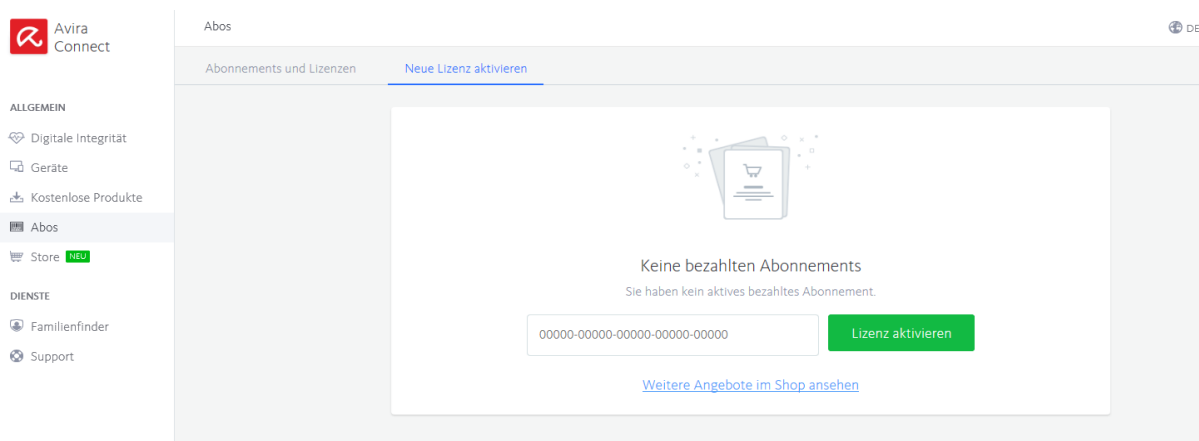 Avira
Connect
Abos
DE
Abonnements und Lizenzen
Neue Lizenz aktivieren
ALLGEMEIN
Digitale Integrität
Geräte
Kostenlose Produkte
Abos
Store NEU
DIENSTE
Familienfinder
Support
Keine bezahlten Abonnements
Sie haben kein aktives bezahltes Abonnement.
00000-00000-00000-00000-00000
Lizenz aktivieren
Weitere Angebote im Shop ansehen